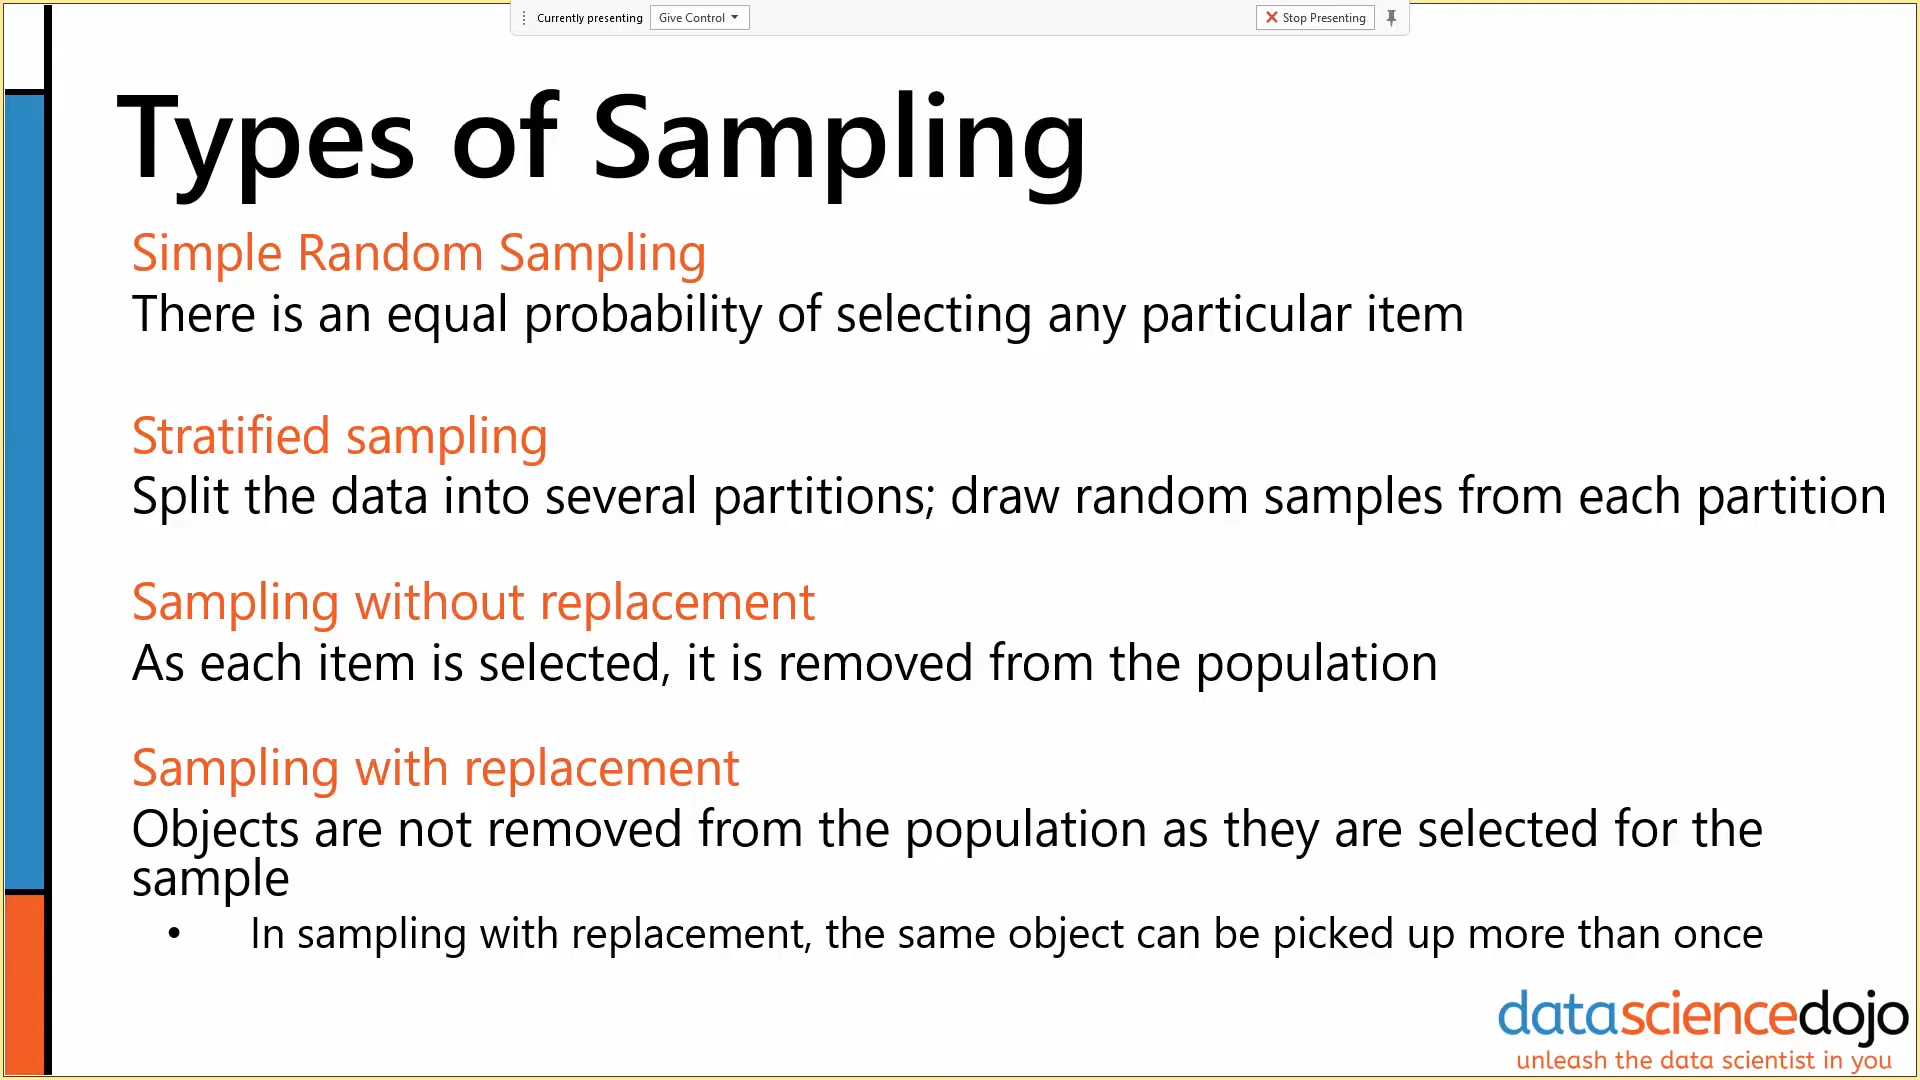 Currently presenting Give Control Stop Presenting
Types of Sampling
Simple Random Sampling
There is an equal probability of selecting any particular item
Stratified sampling
Split the data into several partitions; draw random samples from each partition
Sampling without replacement
As each item is selected, it is removed from the population
Sampling with replacement
Objects are not removed from the population as they are selected for the
sample
• In sampling with replacement, the same object can be picked up more than once
datasciencedojo
unleash the data scientist in you